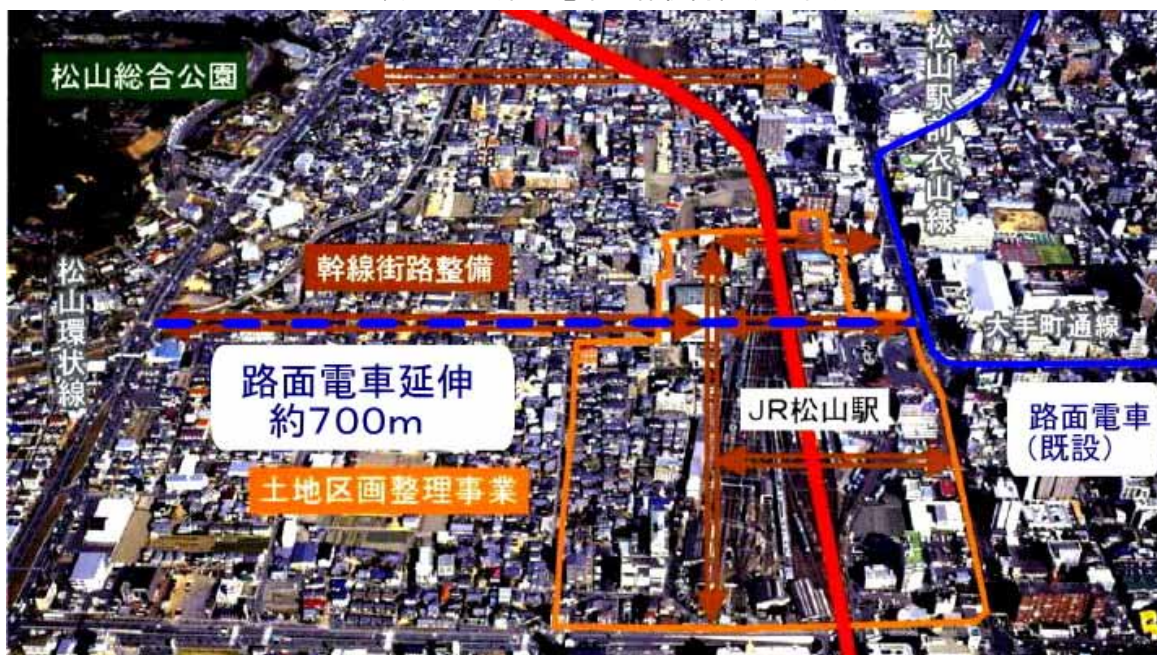 松山総合公園
松山駅前衣山線
幹線街路整備
松山環状線
大手町通線
路面電車延伸
約700m
JR松山駅
路面電車
(既設)
土地区画整理事業